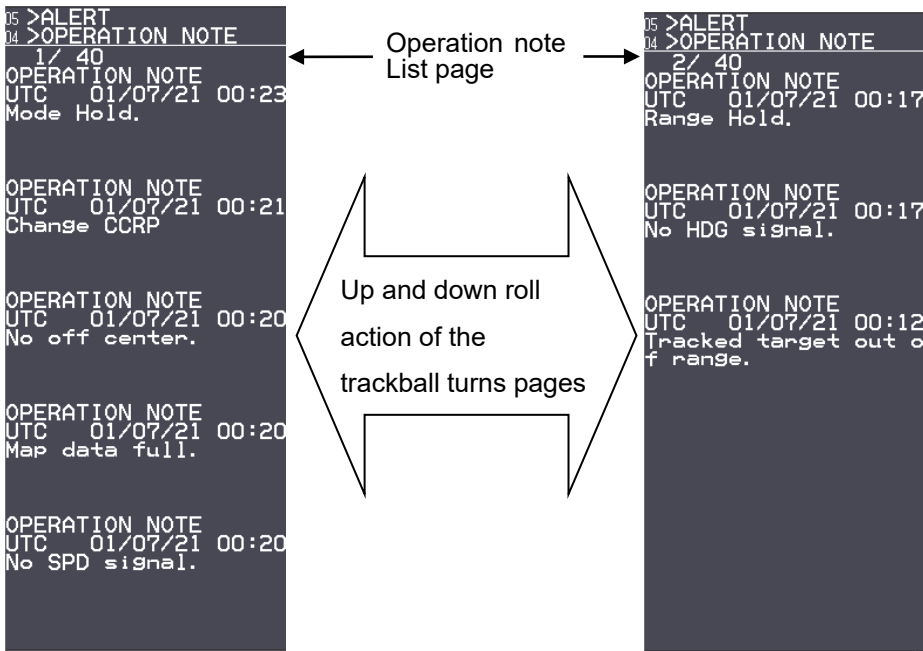 05 >ALERT
04 >OPERATION NOTE
1/ 40
OPERATION NOTE
UTC 01/07/21 00:23
Mode Hold.
OPERATION NOTE
UTC 01/07/21 00:21
Change CCRP
OPERATION NOTE
UTC 01/07/21 00:20
No off center.
OPERATION NOTE
UTC 01/07/21 00:20
Map data full.
OPERATION NOTE
UTC 01/07/21 00:20
No SPD signal.
Operation note
List page
Up and down roll
action of the
trackball turns pages
05 >ALERT
04 >OPERATION NOTE
2/ 40
OPERATION NOTE
UTC 01/07/21 00:17
Range Hold.
OPERATION NOTE
UTC 01/07/21 00:17
No HDG signal.
OPERATION NOTE
UTC 01/07/21 00:12
Tracked target out o
f range.